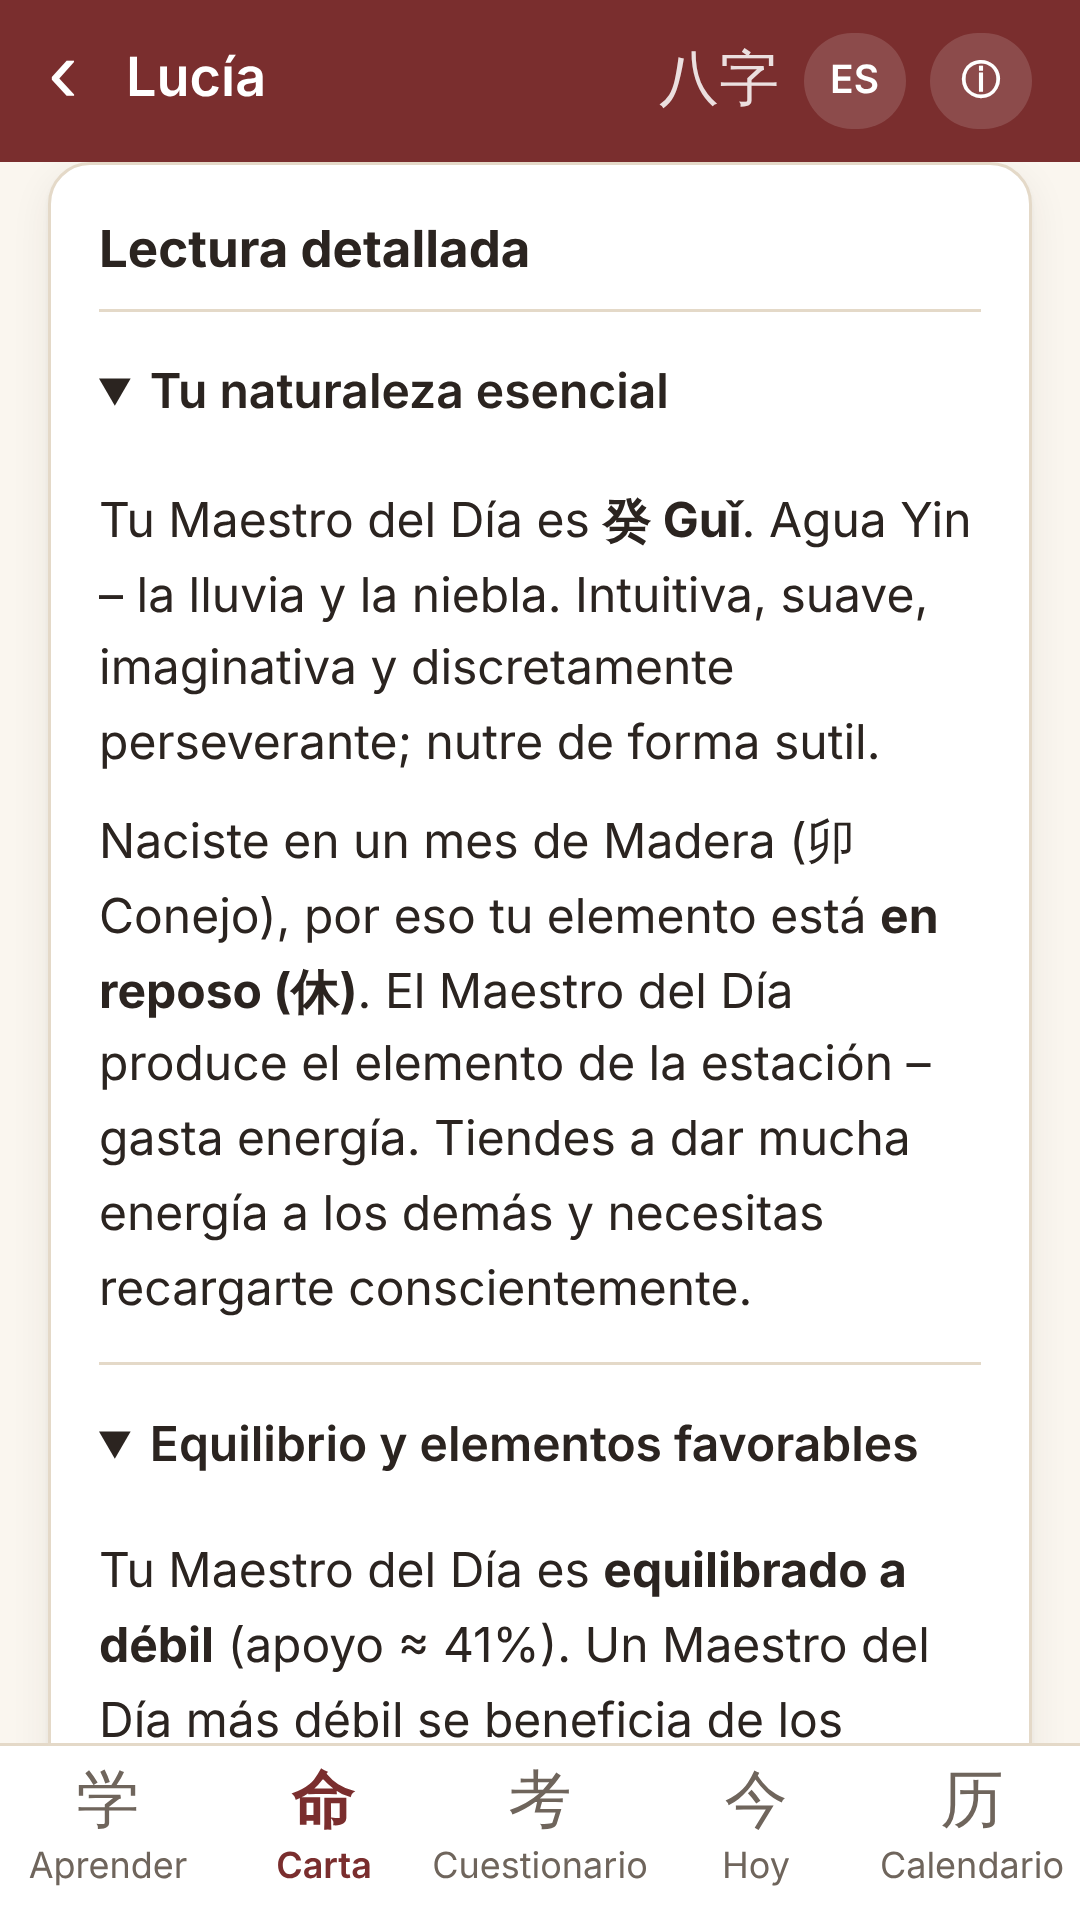 Lucía
八字
ES
Lectura detallada
▼ Tu naturaleza esencial
Tu Maestro del Día es 癸 Guǐ. Agua Yin
– la lluvia y la niebla. Intuitiva, suave,
imaginativa y discretamente
perseverante; nutre de forma sutil.
Naciste en un mes de Madera (卯
Conejo), por eso tu elemento está en
reposo (休). El Maestro del Día
produce el elemento de la estación –
gasta energía. Tiendes a dar mucha
energía a los demás y necesitas
recargarte conscientemente.
▼ Equilibrio y elementos favorables
Tu Maestro del Día es equilibrado a
débil (apoyo ≈ 41%). Un Maestro del
Día más débil se beneficia de los
学
Aprender
命
Carta
考
Cuestionario
今
Hoy
历
Calendario